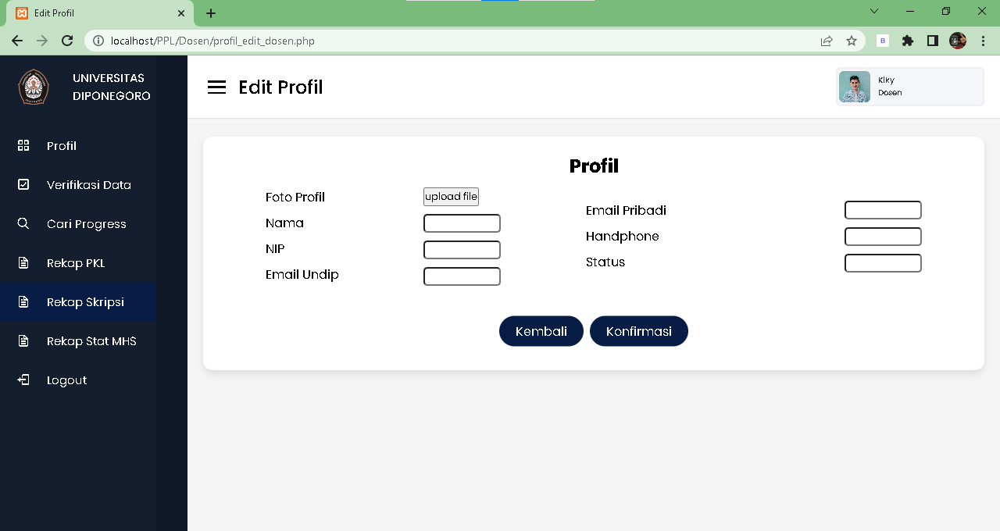 Edit Profil
localhost/PPL/Dosen/profil_edit_dosen.php
B
UNIVERSITAS
DIPONEGORO
Edit Profil
Kiky
Dosen
Profil
Verifikasi Data
Cari Progress
Rekap PKL
Rekap Skripsi
Rekap Stat MHS
Logout
Profil
Foto Profil
upload file
Nama
NIP
Email Undip
Email Pribadi
Handphone
Status
Kembali
Konfirmasi